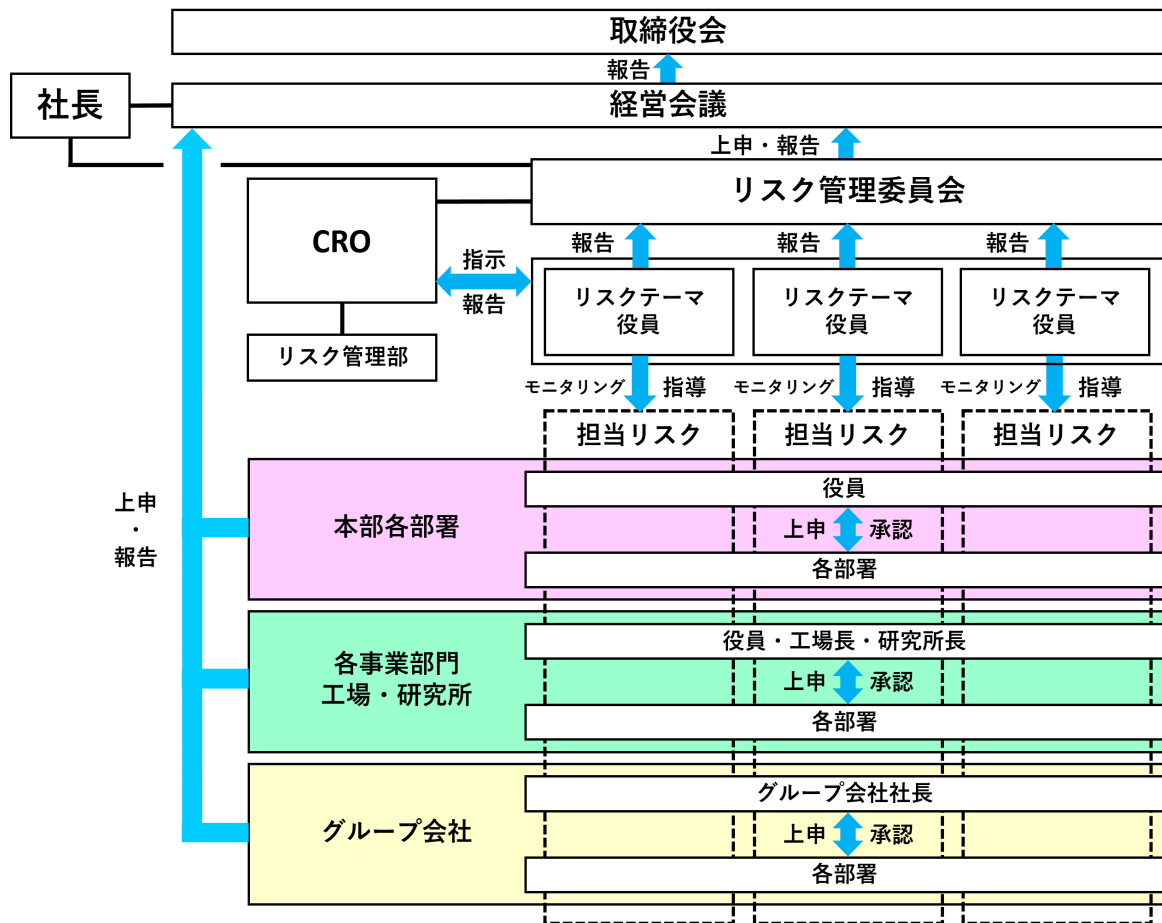 取締役会
報告
社長
経営会議
上申・報告
リスク管理委員会
CRO
報告
報告
報告
指示
報告
リスクテーマ
役員
リスクテーマ
役員
リスクテーマ
役員
リスク管理部
モニタリング
指導
モニタリング
指導
モニタリング
指導
担当リスク
担当リスク
担当リスク
上申
・
報告
本部各部署
役員
上申
承認
各部署
各事業部門
工場・研究所
役員・工場長・研究所長
上申
承認
各部署
グループ会社
グループ会社社長
上申
承認
各部署